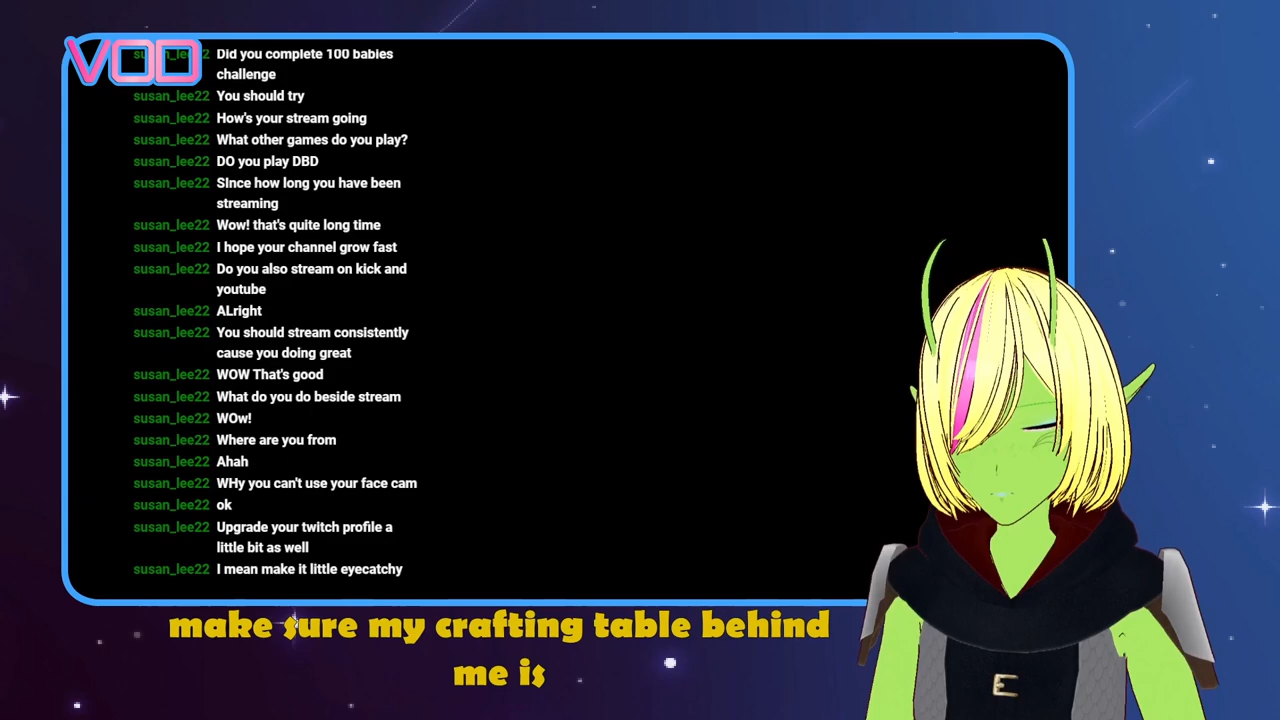 VOD
susan_lee22 Did you complete 100 babies
challenge
susan_lee22 You should try
susan_lee22 How's your stream going
susan_lee22 What other games do you play?
susan_lee22 DO you play DBD
susan_lee22 SInce how long you have been
streaming
susan_lee22 Wow! that's quite long time
susan_lee22 I hope your channel grow fast
susan_lee22 Do you also stream on kick and
youtube
susan_lee22 ALright
susan_lee22 You should stream consistently
cause you doing great
susan_lee22 WOW That's good
susan_lee22 What do you do beside stream
susan_lee22 WOw!
susan_lee22 Where are you from
susan_lee22 Ahah
susan_lee22 WHy you can't use your face cam
susan_lee22 ok
susan_lee22 Upgrade your twitch profile a
little bit as well
susan_lee22 I mean make it little eyecatchy
make sure my crafting table behind
me is